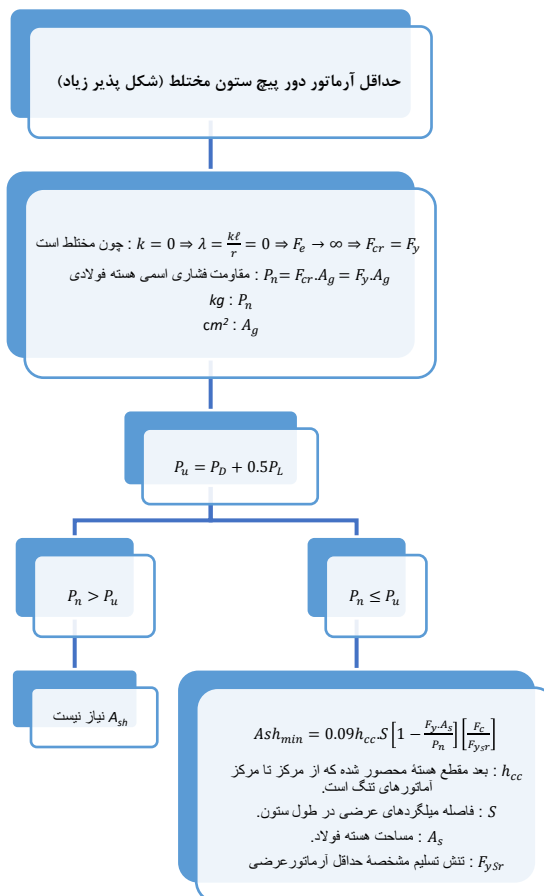 حداقل آرماتور دور پیچ ستون مختلط (شکل پذیر زیاد)
چون مختلط است : k = 0 ⇒ λ = kℓ/r = 0 ⇒ F_e → ∞ ⇒ F_cr = F_y
مقاومت فشاری اسمی هسته فولادی : P_n = F_cr.A_g = F_y.A_g
kg : P_n
cm² : A_g
P_u = P_D + 0.5P_L
P_n > P_u
P_n ≤ P_u
A_sh نیاز نیست
Ash_min = 0.09h_cc.S [1 − F_y.A_s/P_n] [F_c/F_ysr]
h_cc : بعد مقطع هستهٔ محصور شده که از مرکز تا مرکز
آماتورهای تنگ است.
S : فاصله میلگردهای عرضی در طول ستون.
A_s : مساحت هسته فولاد.
F_ySr : تنش تسلیم مشخصهٔ حداقل آرماتورعرضی